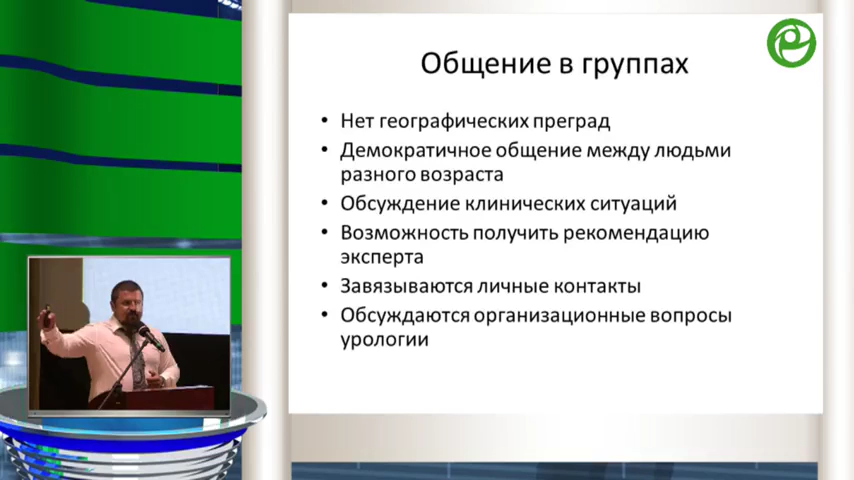 Общение в группах
• Нет географических преград
• Демократичное общение между людьми
разного возраста
• Обсуждение клинических ситуаций
• Возможность получить рекомендацию
эксперта
• Завязываются личные контакты
• Обсуждаются организационные вопросы
урологии